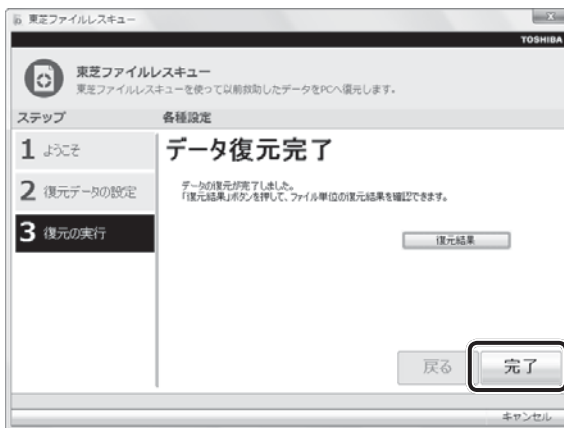 東芝ファイルレスキュー
TOSHIBA
東芝ファイルレスキュー
東芝ファイルレスキューを使って以前救助したデータをPCへ復元します。
ステップ
各種設定
1 ようこそ
2 復元データの設定
3 復元の実行
データ復元完了
データの復元が完了しました。
「復元結果」ボタンを押して、ファイル単位の復元結果を確認できます。
復元結果
戻る
完了
キャンセル